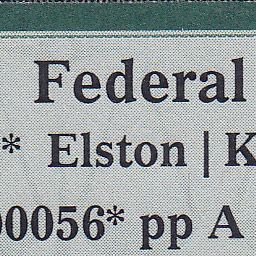 Federal
* Elston | K
00056* pp A